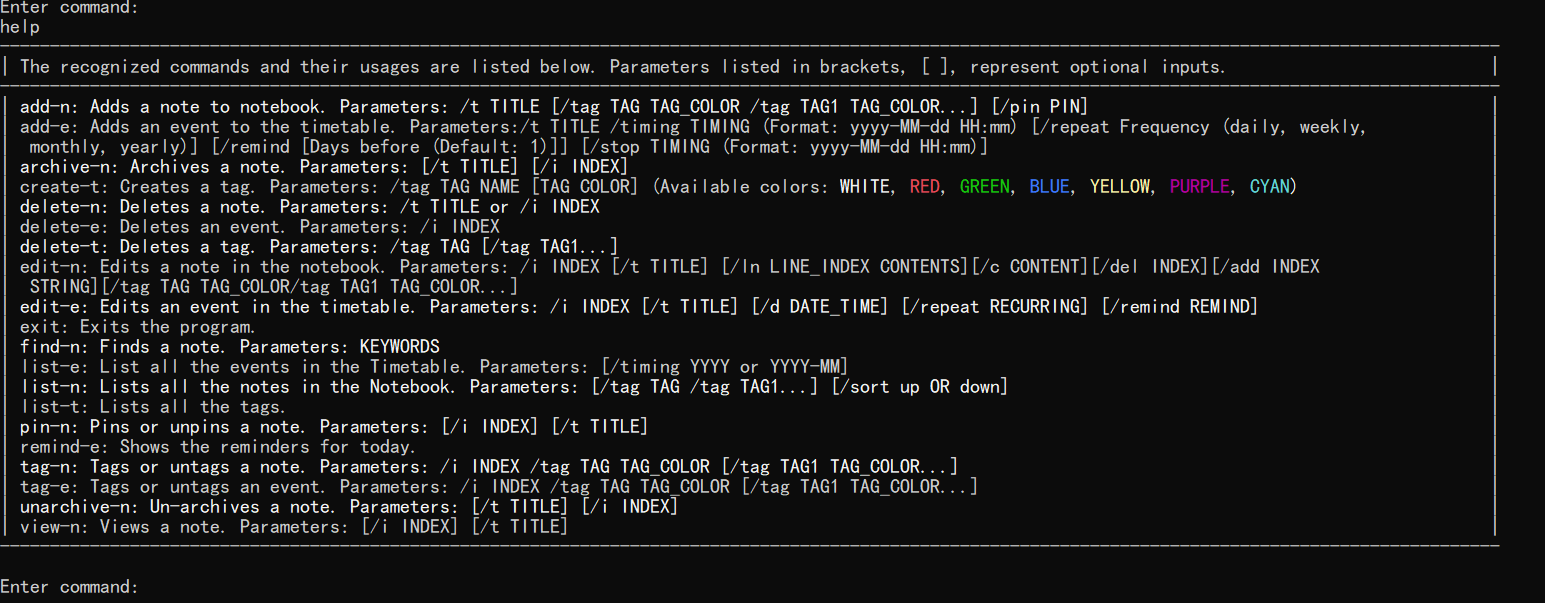 Enter command:
help
The recognized commands and their usages are listed below. Parameters listed in brackets, [ ], represent optional inputs.
add-n: Adds a note to notebook. Parameters: /t TITLE [/tag TAG TAG_COLOR /tag TAG1 TAG_COLOR...] [/pin PIN]
add-e: Adds an event to the timetable. Parameters:/t TITLE /timing TIMING (Format: yyyy-MM-dd HH:mm) [/repeat Frequency (daily, weekly,
monthly, yearly)] [/remind [Days before (Default: 1)]] [/stop TIMING (Format: yyyy-MM-dd HH:mm)]
archive-n: Archives a note. Parameters: [/t TITLE] [/i INDEX]
create-t: Creates a tag. Parameters: /tag TAG NAME [TAG COLOR] (Available colors: WHITE, RED, GREEN, BLUE, YELLOW, PURPLE, CYAN)
delete-n: Deletes a note. Parameters: /t TITLE or /i INDEX
delete-e: Deletes an event. Parameters: /i INDEX
delete-t: Deletes a tag. Parameters: /tag TAG [/tag TAG1...]
edit-n: Edits a note in the notebook. Parameters: /i INDEX [/t TITLE] [/ln LINE_INDEX CONTENTS][/c CONTENT][/del INDEX][/add INDEX
STRING][/tag TAG TAG_COLOR/tag TAG1 TAG_COLOR...]
edit-e: Edits an event in the timetable. Parameters: /i INDEX [/t TITLE] [/d DATE_TIME] [/repeat RECURRING] [/remind REMIND]
exit: Exits the program.
find-n: Finds a note. Parameters: KEYWORDS
list-e: List all the events in the Timetable. Parameters: [/timing YYYY or YYYY-MM]
list-n: Lists all the notes in the Notebook. Parameters: [/tag TAG /tag TAG1...] [/sort up OR down]
list-t: Lists all the tags.
pin-n: Pins or unpins a note. Parameters: [/i INDEX] [/t TITLE]
remind-e: Shows the reminders for today.
tag-n: Tags or untags a note. Parameters: /i INDEX /tag TAG TAG_COLOR [/tag TAG1 TAG_COLOR...]
tag-e: Tags or untags an event. Parameters: /i INDEX /tag TAG TAG_COLOR [/tag TAG1 TAG_COLOR...]
unarchive-n: Un-archives a note. Parameters: [/t TITLE] [/i INDEX]
view-n: Views a note. Parameters: [/i INDEX] [/t TITLE]
Enter command: